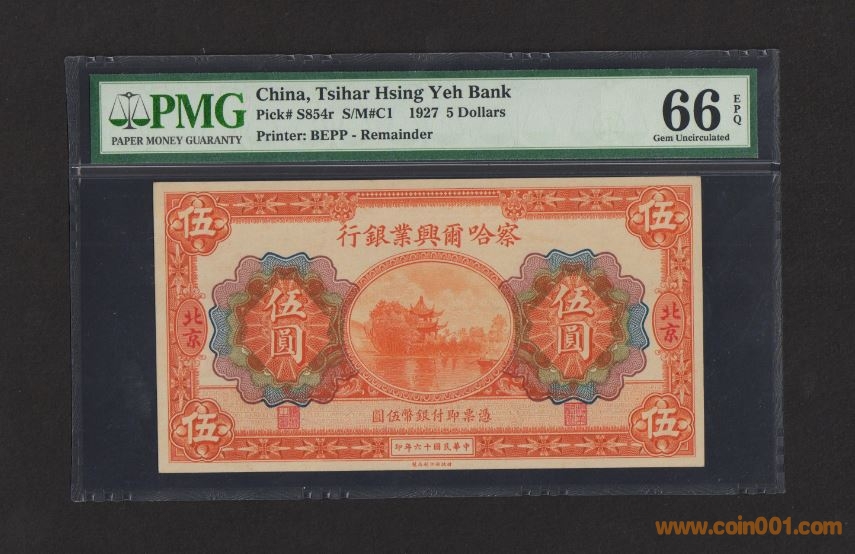 PMG
PAPER MONEY GUARANTY
China, Tsihar Hsing Yeh Bank
Pick# S854r S/M#C1 1927 5 Dollars
Printer: BEPP - Remainder
66 EPQ
Gem Uncirculated
伍 伍
行銀業興爾哈察
伍圓 伍圓
北京 北京
圓伍幣銀付即票憑
伍 伍
印年六十國民華中
www.coin001.com